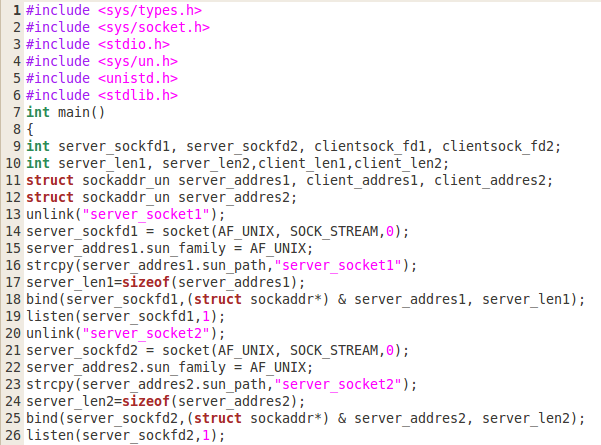 1 #include <sys/types.h>
2 #include <sys/socket.h>
3 #include <stdio.h>
4 #include <sys/un.h>
5 #include <unistd.h>
6 #include <stdlib.h>
7 int main()
8 {
9 int server_sockfd1, server_sockfd2, clientsock_fd1, clientsock_fd2;
10 int server_len1, server_len2,client_len1,client_len2;
11 struct sockaddr_un server_addres1, client_addres1, client_addres2;
12 struct sockaddr_un server_addres2;
13 unlink("server_socket1");
14 server_sockfd1 = socket(AF_UNIX, SOCK_STREAM,0);
15 server_addres1.sun_family = AF_UNIX;
16 strcpy(server_addres1.sun_path,"server_socket1");
17 server_len1=sizeof(server_addres1);
18 bind(server_sockfd1,(struct sockaddr*) & server_addres1, server_len1);
19 listen(server_sockfd1,1);
20 unlink("server_socket2");
21 server_sockfd2 = socket(AF_UNIX, SOCK_STREAM,0);
22 server_addres2.sun_family = AF_UNIX;
23 strcpy(server_addres2.sun_path,"server_socket2");
24 server_len2=sizeof(server_addres2);
25 bind(server_sockfd2,(struct sockaddr*) & server_addres2, server_len2);
26 listen(server_sockfd2,1);